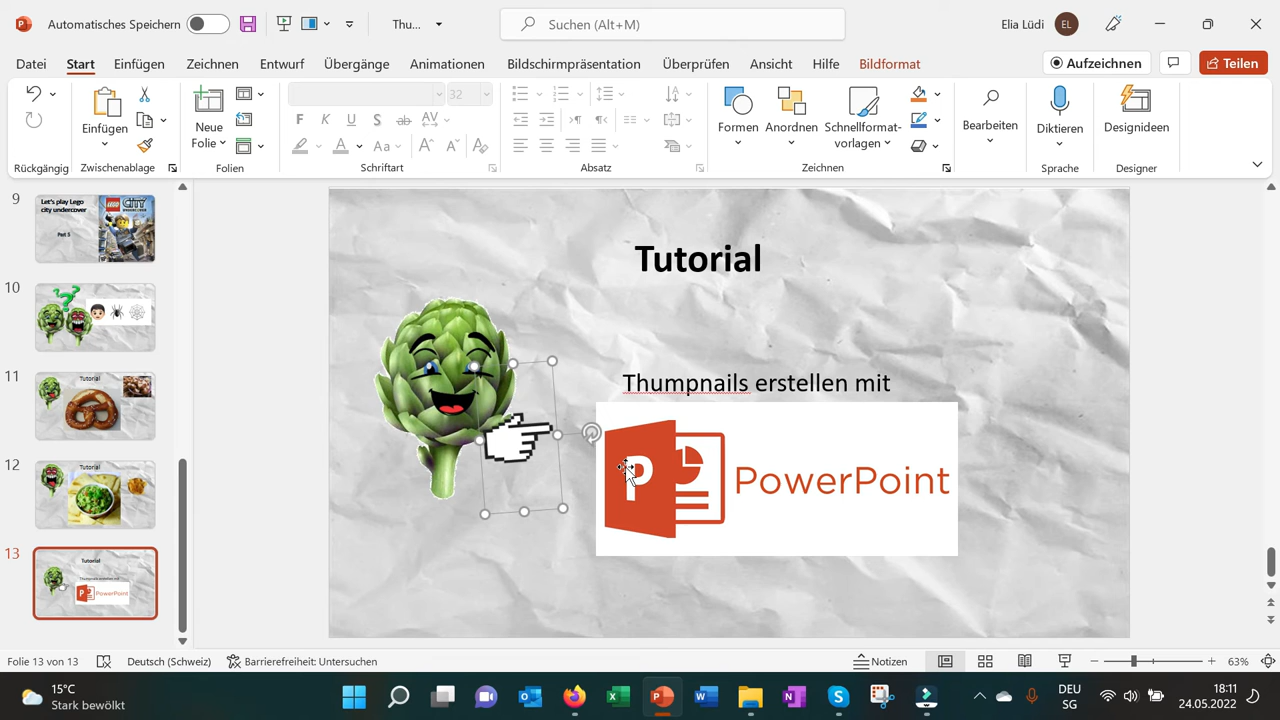 Automatisches Speichern
Thu...
Suchen (Alt+M)
Elia Lüdi
EL
Datei Start Einfügen Zeichnen Entwurf Übergänge Animationen Bildschirmpräsentation Überprüfen Ansicht Hilfe Bildformat
Aufzeichnen
Teilen
Einfügen
Neue
Folie
32
F K U S ab AV
A Aa A A
Formen
Anordnen
Schnellformat-
vorlagen
Bearbeiten
Diktieren
Designideen
Rückgängig Zwischenablage Folien Schriftart Absatz Zeichnen Sprache Designer
9
Let's play Lego
city undercover
Part 5
LEGO
CITY
10
11
Tutorial
12
Tutorial
13
Tutorial
Thumpnails erstellen mit
PowerPoint
Tutorial
Thumpnails erstellen mit
P PowerPoint
Folie 13 von 13
Deutsch (Schweiz)
Barrierefreiheit: Untersuchen
Notizen
63%
15°C
Stark bewölkt
DEU
SG
18:11
24.05.2022